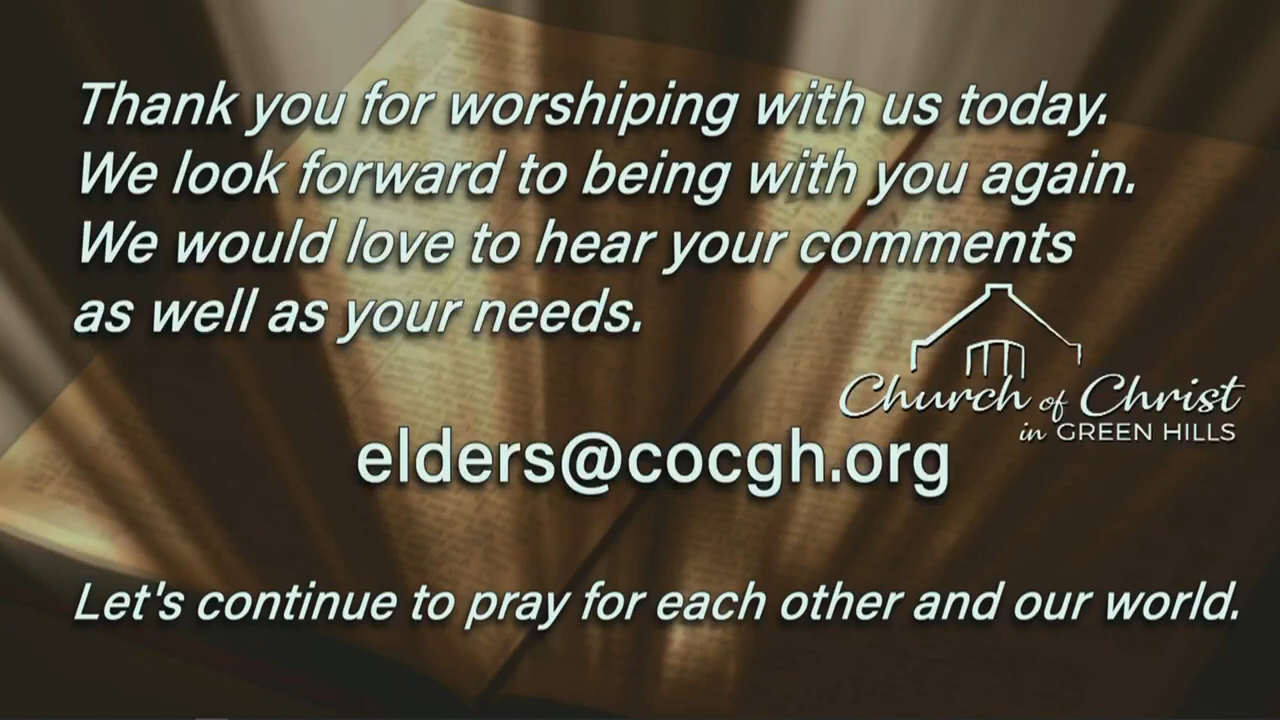 Thank you for worshiping with us today.
We look forward to being with you again.
We would love to hear your comments
as well as your needs.
Church of Christ
in GREEN HILLS
elders@cocgh.org
Let's continue to pray for each other and our world.